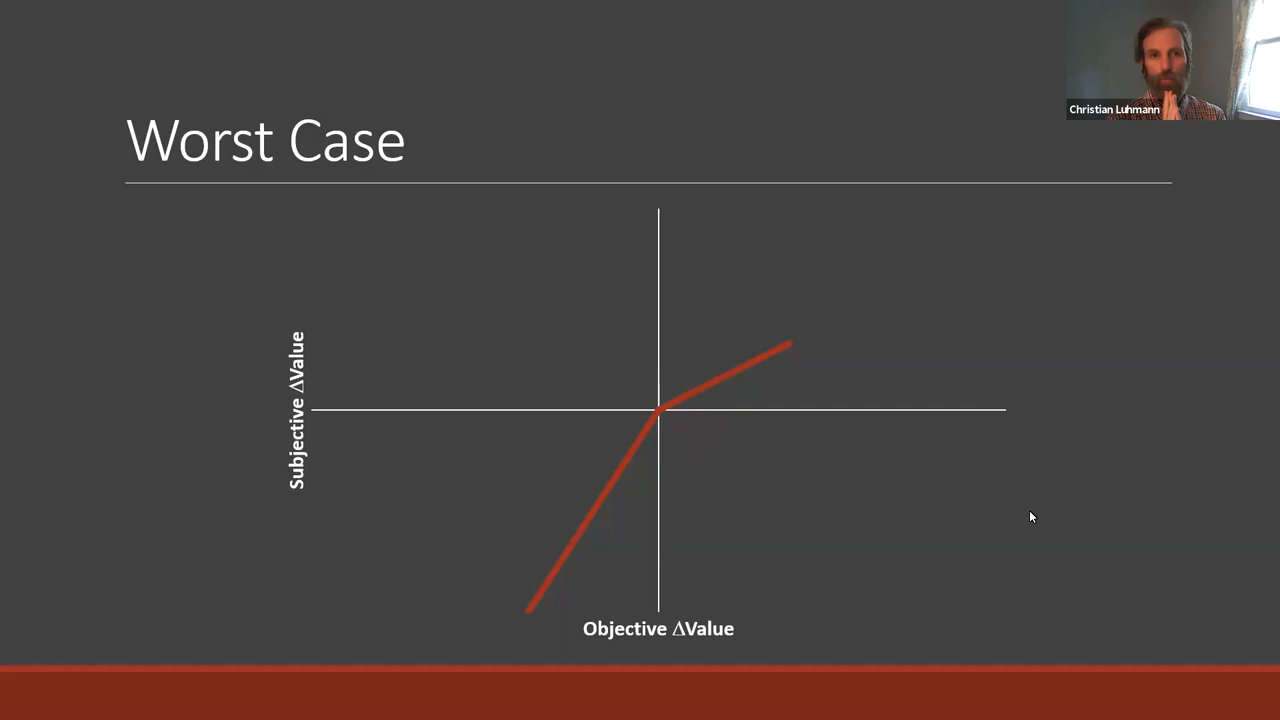 Christian Luhmann
Worst Case
Subjective ΔValue
Objective ΔValue